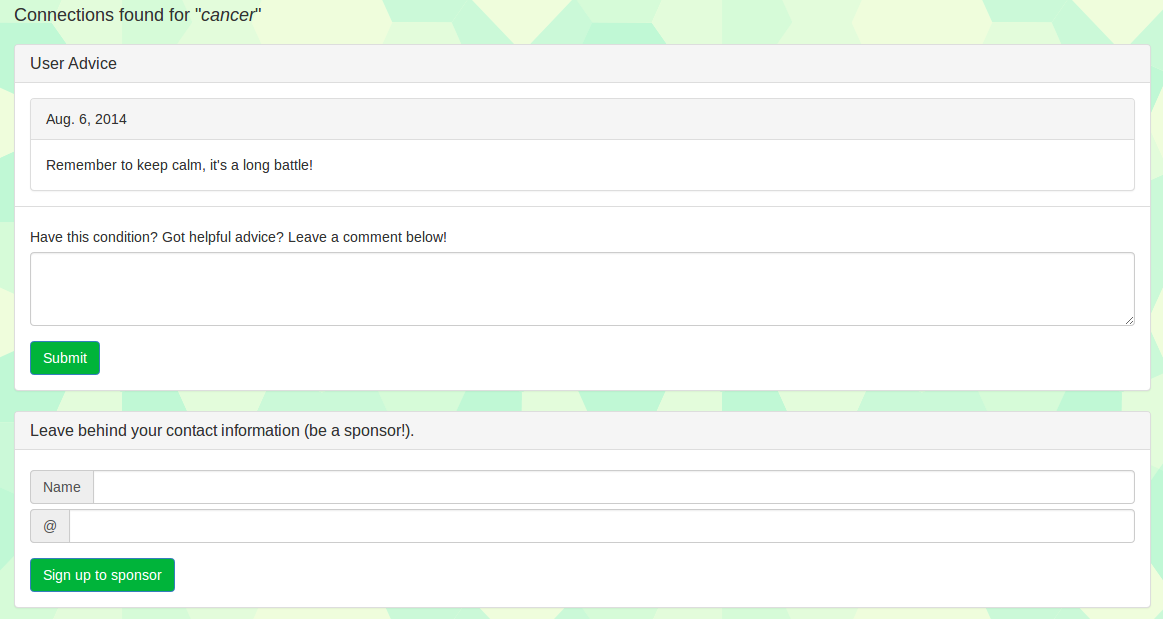 Connections found for "cancer"
User Advice
Aug. 6, 2014
Remember to keep calm, it's a long battle!
Have this condition? Got helpful advice? Leave a comment below!
Submit
Leave behind your contact information (be a sponsor!).
Name
@
Sign up to sponsor